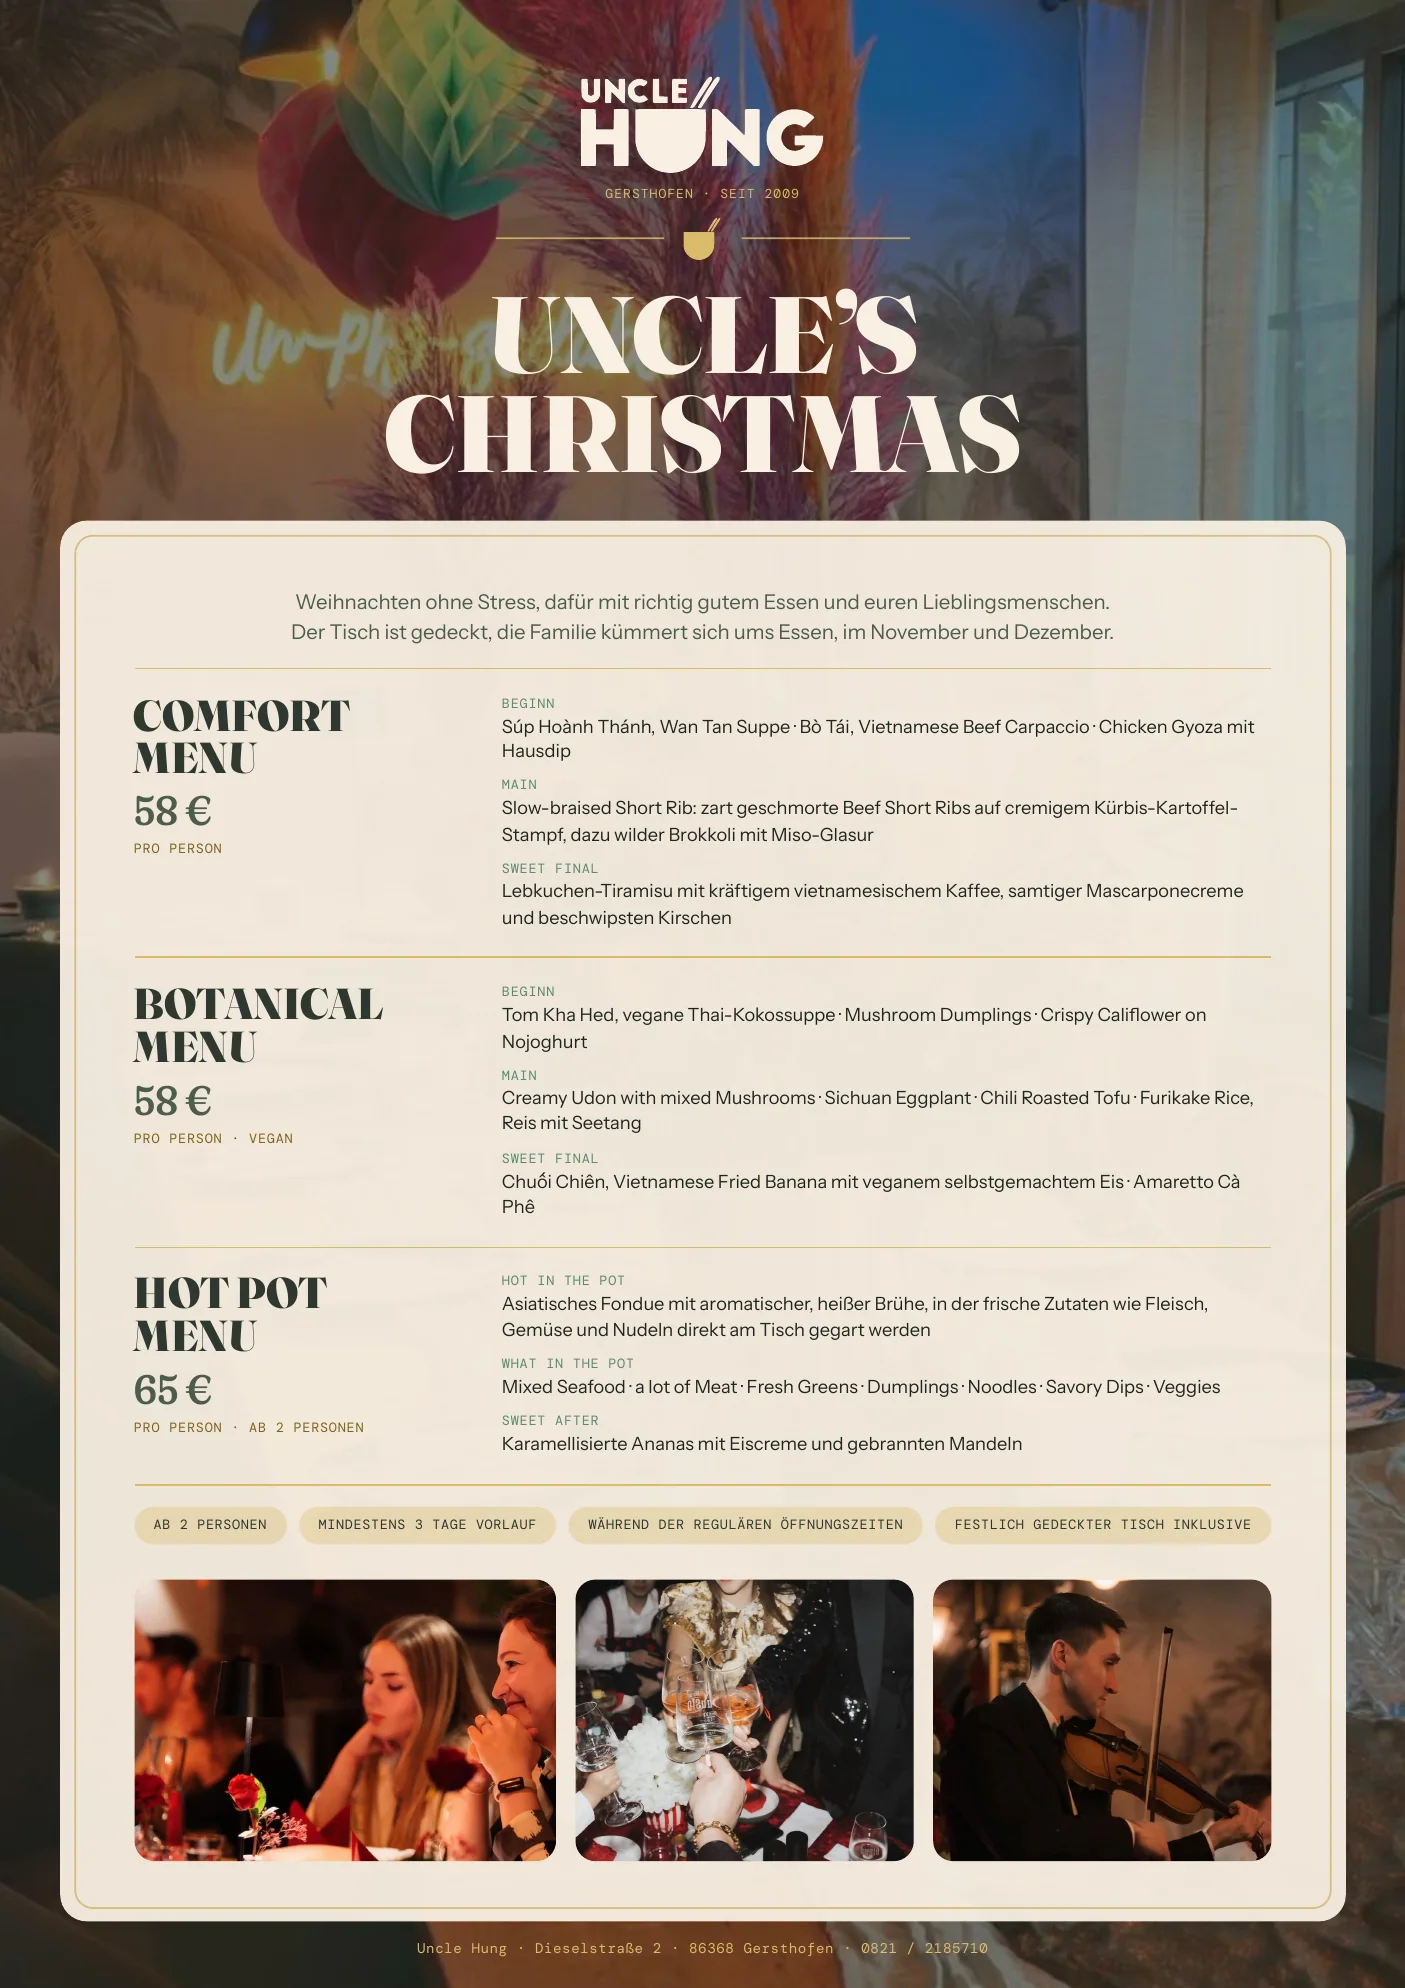 UNCLE
HUNG
GERSTHOFEN · SEIT 2009
UNCLE’S
CHRISTMAS
Weihnachten ohne Stress, dafür mit richtig gutem Essen und euren Lieblingsmenschen.
Der Tisch ist gedeckt, die Familie kümmert sich ums Essen, im November und Dezember.
COMFORT
MENU
58 €
PRO PERSON
BEGINN
Súp Hoành Thánh, Wan Tan Suppe · Bò Tái, Vietnamese Beef Carpaccio · Chicken Gyoza mit
Hausdip
MAIN
Slow-braised Short Rib: zart geschmorte Beef Short Ribs auf cremigem Kürbis-Kartoffel-
Stampf, dazu wilder Brokkoli mit Miso-Glasur
SWEET FINAL
Lebkuchen-Tiramisu mit kräftigem vietnamesischem Kaffee, samtiger Mascarponecreme
und beschwipsten Kirschen
BOTANICAL
MENU
58 €
PRO PERSON · VEGAN
BEGINN
Tom Kha Hed, vegane Thai-Kokossuppe · Mushroom Dumplings · Crispy Califlower on
Nojoghurt
MAIN
Creamy Udon with mixed Mushrooms · Sichuan Eggplant · Chili Roasted Tofu · Furikake Rice,
Reis mit Seetang
SWEET FINAL
Chuối Chiên, Vietnamese Fried Banana mit veganem selbstgemachtem Eis · Amaretto Cà
Phê
HOT POT
MENU
65 €
PRO PERSON · AB 2 PERSONEN
HOT IN THE POT
Asiatisches Fondue mit aromatischer, heißer Brühe, in der frische Zutaten wie Fleisch,
Gemüse und Nudeln direkt am Tisch gegart werden
WHAT IN THE POT
Mixed Seafood · a lot of Meat · Fresh Greens · Dumplings · Noodles · Savory Dips · Veggies
SWEET AFTER
Karamellisierte Ananas mit Eiscreme und gebrannten Mandeln
AB 2 PERSONEN
MINDESTENS 3 TAGE VORLAUF
WÄHREND DER REGULÄREN ÖFFNUNGSZEITEN
FESTLICH GEDECKTER TISCH INKLUSIVE
Uncle Hung · Dieselstraße 2 · 86368 Gersthofen · 0821 / 2185710